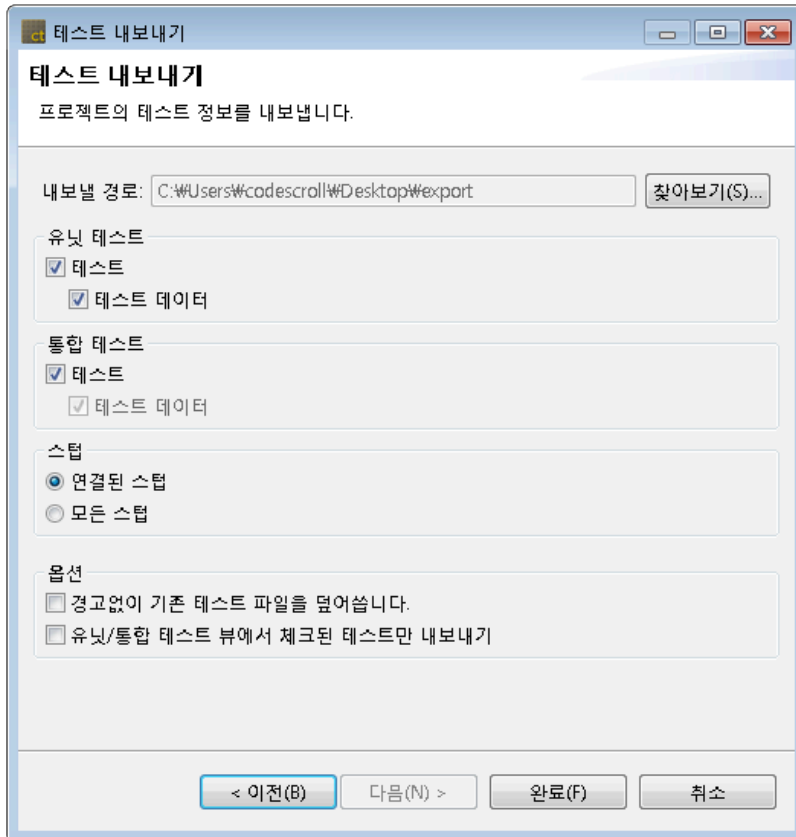 ct 테스트 내보내기
테스트 내보내기
프로젝트의 테스트 정보를 내보냅니다.
내보낼 경로: C:₩Users₩codescroll₩Desktop₩export 찾아보기(S)...
유닛 테스트
테스트
테스트 데이터
통합 테스트
테스트
테스트 데이터
스텁
연결된 스텁
모든 스텁
옵션
경고없이 기존 테스트 파일을 덮어씁니다.
유닛/통합 테스트 뷰에서 체크된 테스트만 내보내기
< 이전(B) 다음(N) > 완료(F) 취소